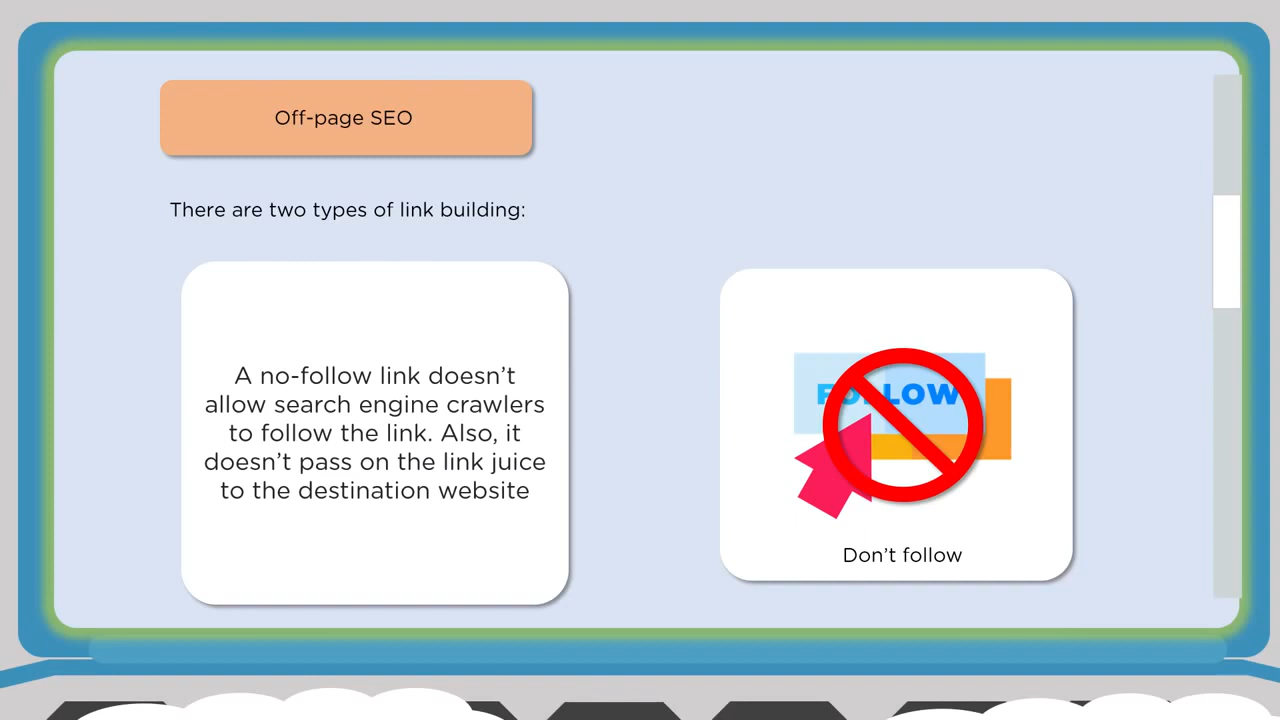 Off-page SEO
There are two types of link building:
A no-follow link doesn’t
allow search engine crawlers
to follow the link. Also, it
doesn’t pass on the link juice
to the destination website
FOLLOW
Don’t follow